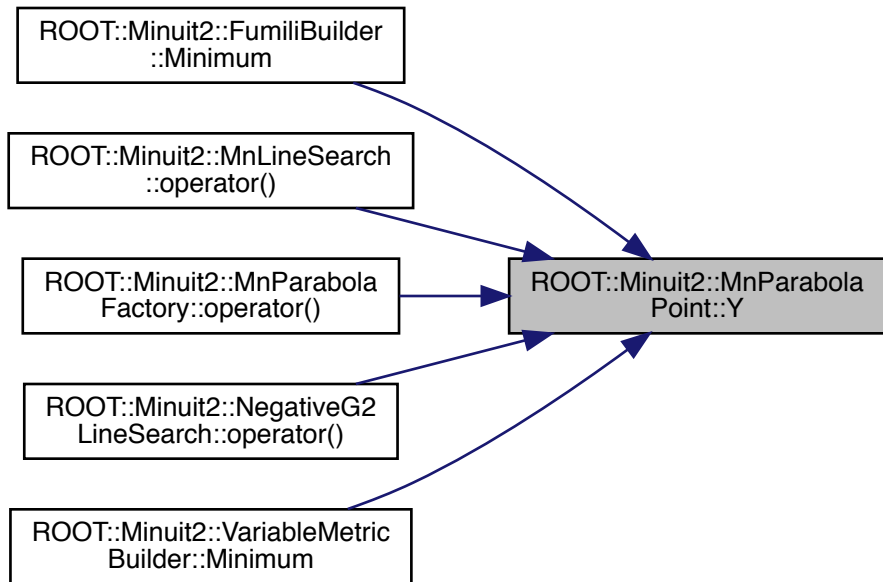 ROOT::Minuit2::FumiliBuilder
::Minimum
ROOT::Minuit2::MnLineSearch
::operator()
ROOT::Minuit2::MnParabola
Factory::operator()
ROOT::Minuit2::MnParabola
Point::Y
ROOT::Minuit2::NegativeG2
LineSearch::operator()
ROOT::Minuit2::VariableMetric
Builder::Minimum